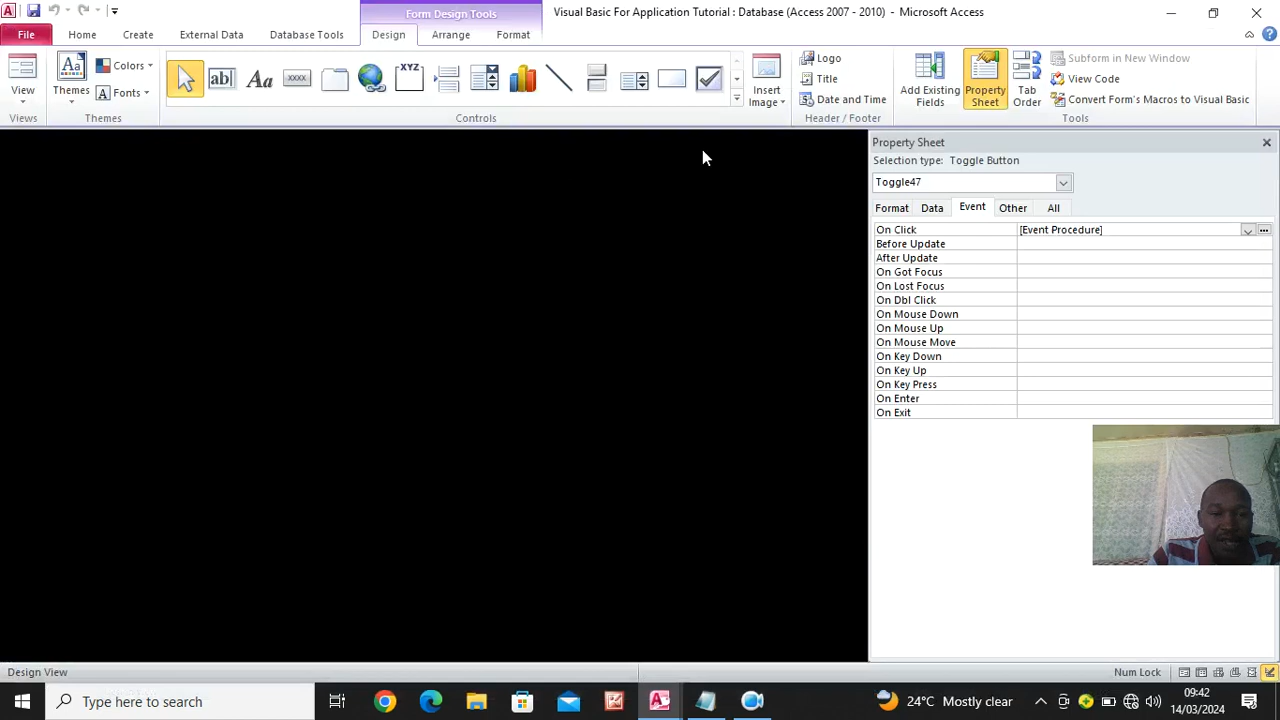 Form Design Tools
Visual Basic For Application Tutorial : Database (Access 2007 - 2010) - Microsoft Access
File
Home
Create
External Data
Database Tools
Design
Arrange
Format
View
Views
Themes
Colors
Fonts
Themes
ab|
Aa
xxxx
XYZ
Controls
Insert
Image
Logo
Title
Date and Time
Header / Footer
Add Existing
Fields
Property
Sheet
Tab
Order
Subform in New Window
View Code
Convert Form's Macros to Visual Basic
Tools
Property Sheet
Selection type: Toggle Button
Toggle47
Format
Data
Event
Other
All
On Click
[Event Procedure]
Before Update
After Update
On Got Focus
On Lost Focus
On Dbl Click
On Mouse Down
On Mouse Up
On Mouse Move
On Key Down
On Key Up
On Key Press
On Enter
On Exit
Design View
Num Lock
Type here to search
24°C Mostly clear
09:42
14/03/2024